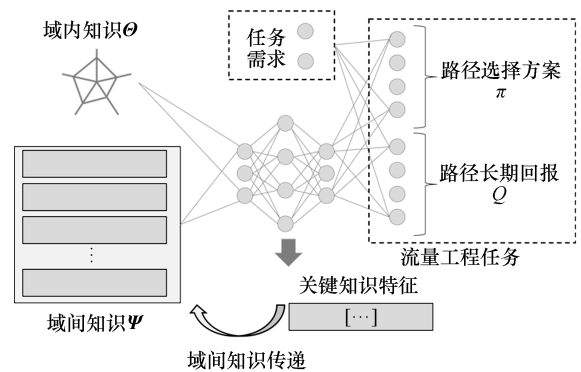 域内知识Θ
任务
需求
路径选择方案
π
路径长期回报
Q
流量工程任务
关键知识特征
[···]
域间知识Ψ
域间知识传递